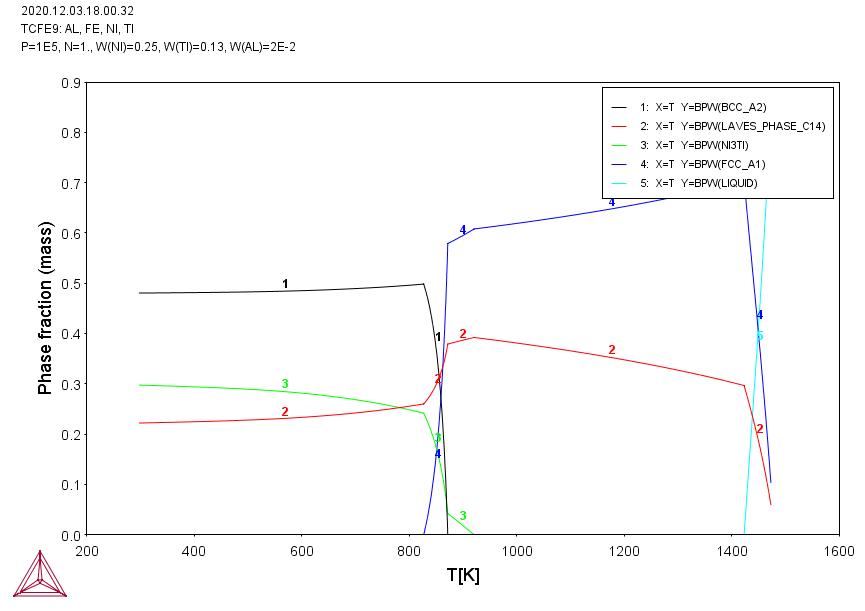 2020.12.03.18.00.32
TCFE9: AL, FE, NI, TI
P=1E5, N=1., W(NI)=0.25, W(TI)=0.13, W(AL)=2E-2
1: X=T Y=BPW(BCC_A2)
2: X=T Y=BPW(LAVES_PHASE_C14)
3: X=T Y=BPW(NI3TI)
4: X=T Y=BPW(FCC_A1)
5: X=T Y=BPW(LIQUID)
Phase fraction (mass)
0.9
0.8
0.7
0.6
0.5
0.4
0.3
0.2
0.1
0.0
4
4
2
2
1
1
3
2
2
3
4
3
4
5
2
200 400 600 800 1000 1200 1400 1600
T[K]